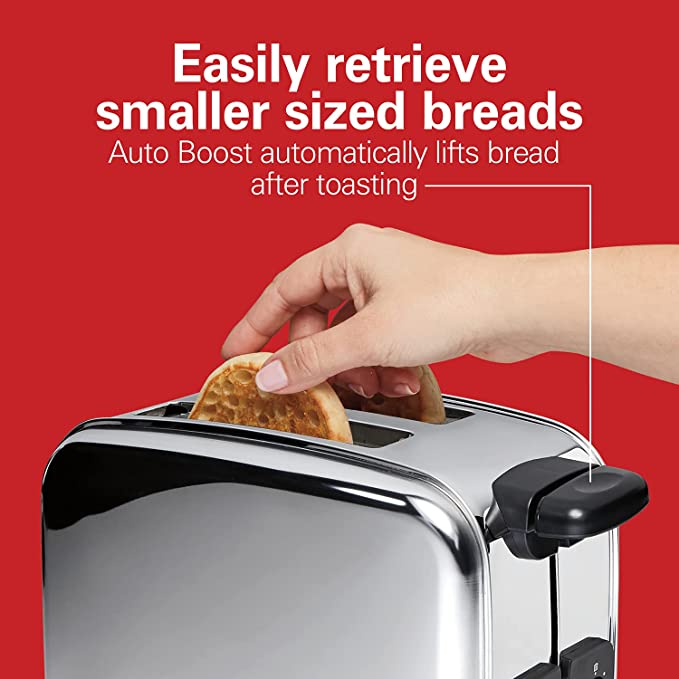 Easily retrieve
smaller sized breads
Auto Boost automatically lifts bread
after toasting